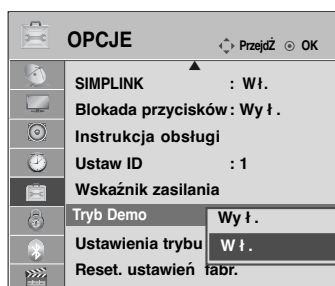 OPCJE Przejdź OK
SIMPLINK : Wł.
Blokada przycisków : Wył.
Instrukcja obsługi
Ustaw ID : 1
Wskaźnik zasilania
Tryb Demo Wył.
Ustawienia trybu Wł.
Reset. ustawień fabr.